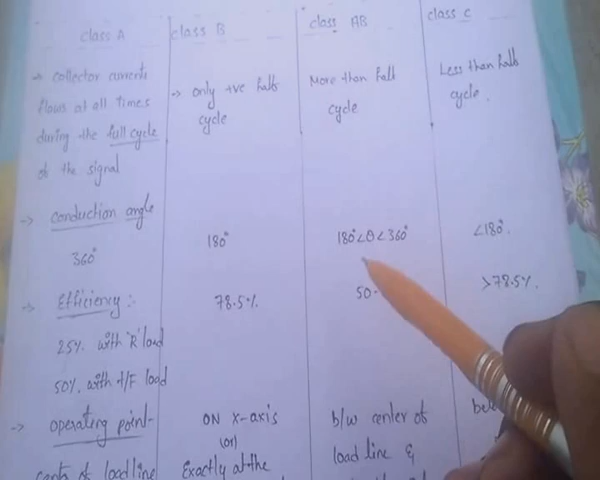 class A
class B
class AB
class C
→ collector currents
flows at all times
during the full cycle
of the signal
→ only +ve half
cycle
More than half
cycle
Less than half
cycle.
→ conduction angle
360°
180°
180°<θ<360°
<180°.
→ Efficiency:-
25% with 'R' load
50% with T/F load
78.5%
50
>78.5%
→ operating point-
ON x-axis
(or)
Exactly at the
b/w center of
load line &
of loadline